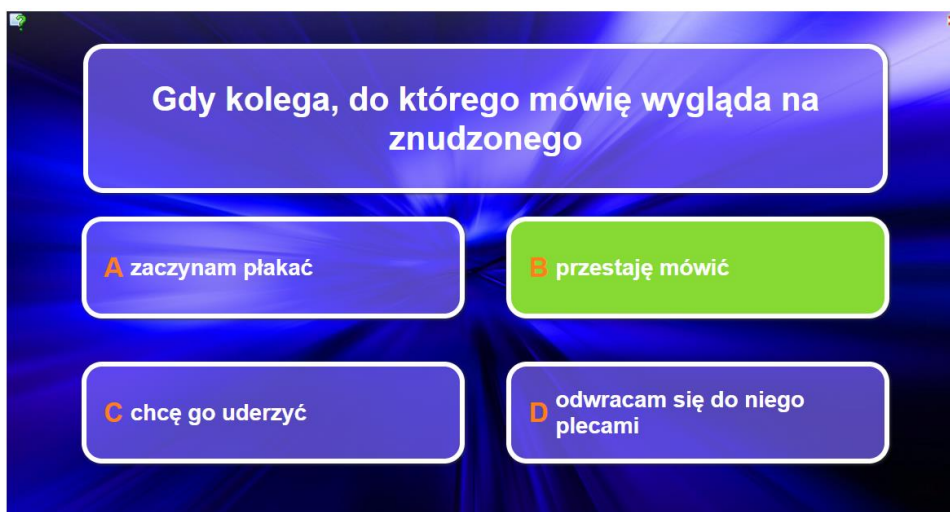 Gdy kolega, do którego mówię wygląda na
znudzonego
A zaczynam płakać
B przestaję mówić
C chcę go uderzyć
D odwracam się do niego
plecami